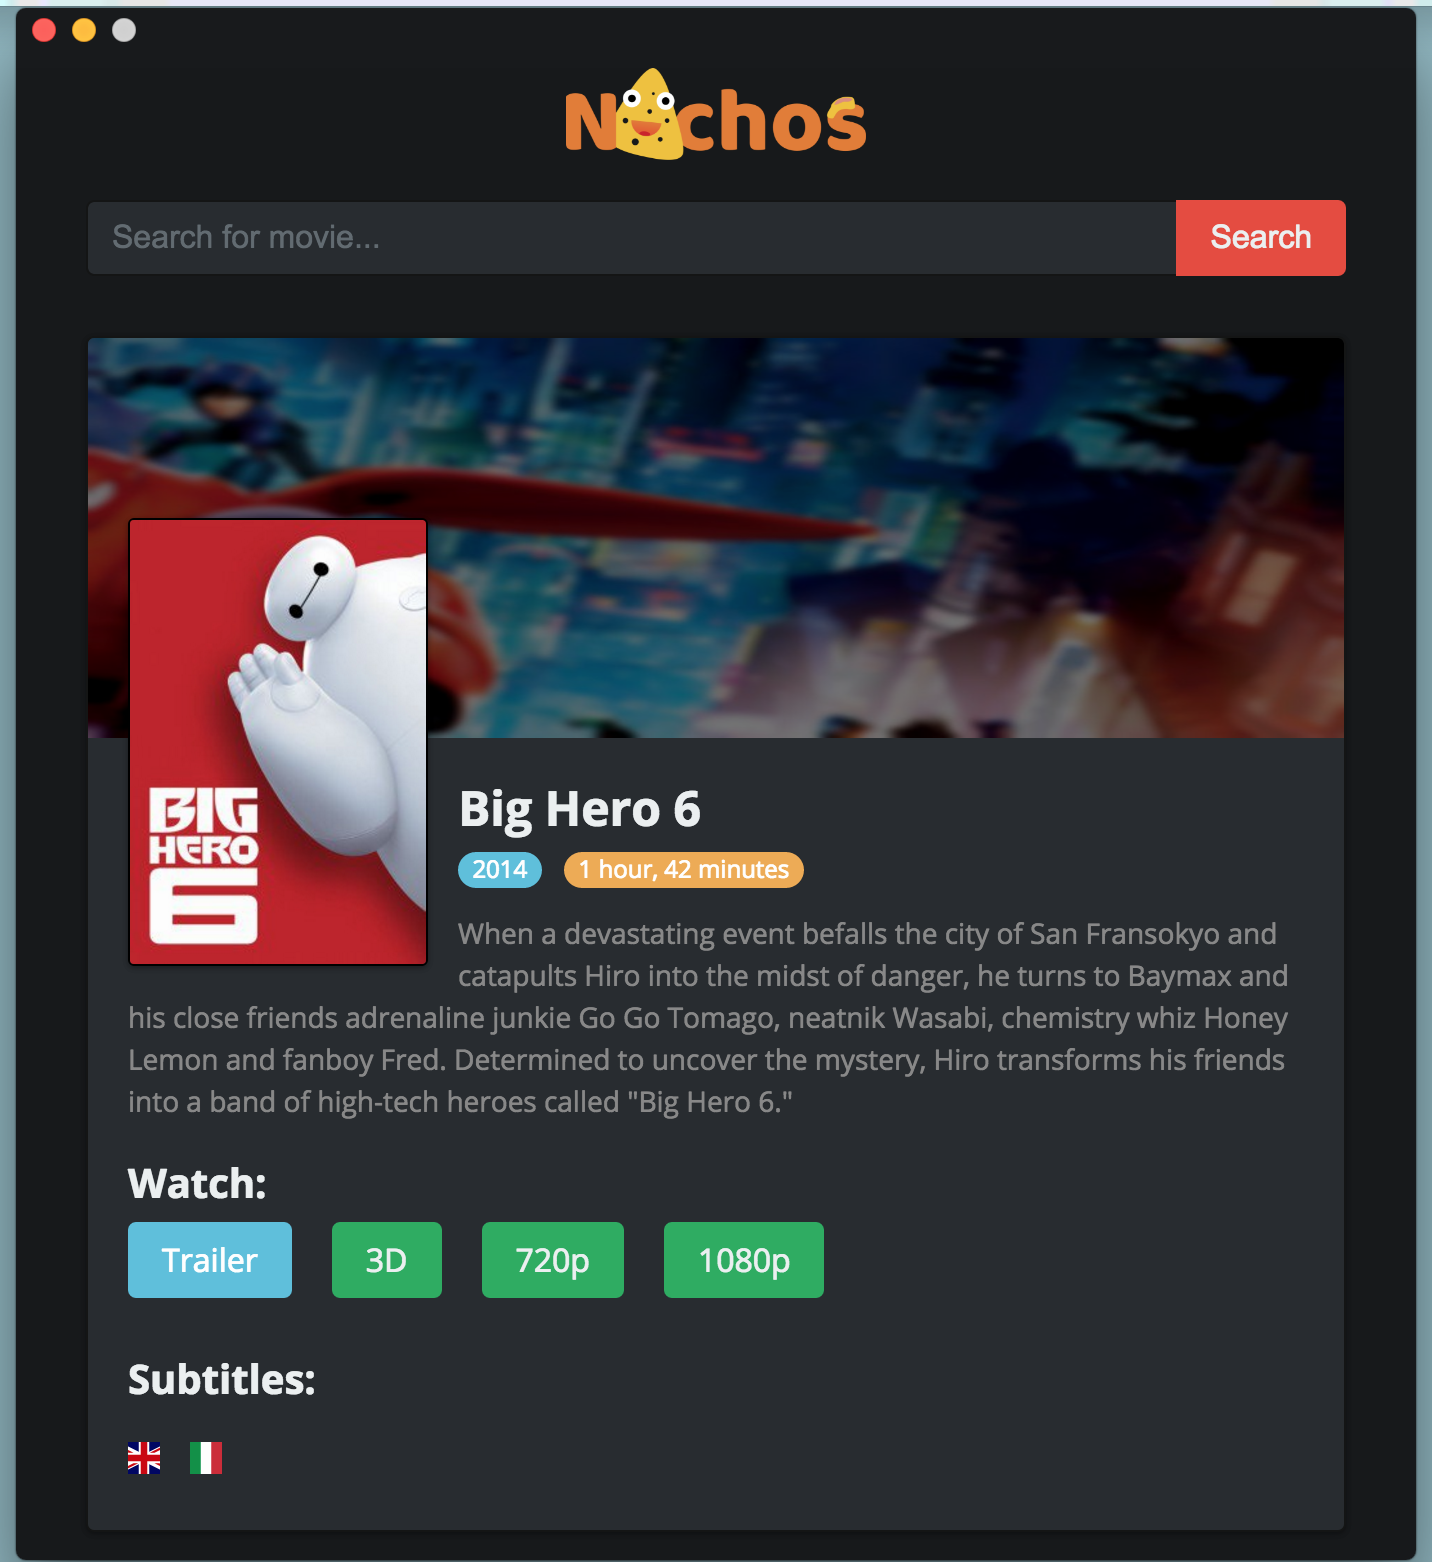 Nachos
Search for movie...
Search
BIG
HERO
6
Big Hero 6
2014
1 hour, 42 minutes
When a devastating event befalls the city of San Fransokyo and
catapults Hiro into the midst of danger, he turns to Baymax and
his close friends adrenaline junkie Go Go Tomago, neatnik Wasabi, chemistry whiz Honey
Lemon and fanboy Fred. Determined to uncover the mystery, Hiro transforms his friends
into a band of high-tech heroes called "Big Hero 6."
Watch:
Trailer
3D
720p
1080p
Subtitles: